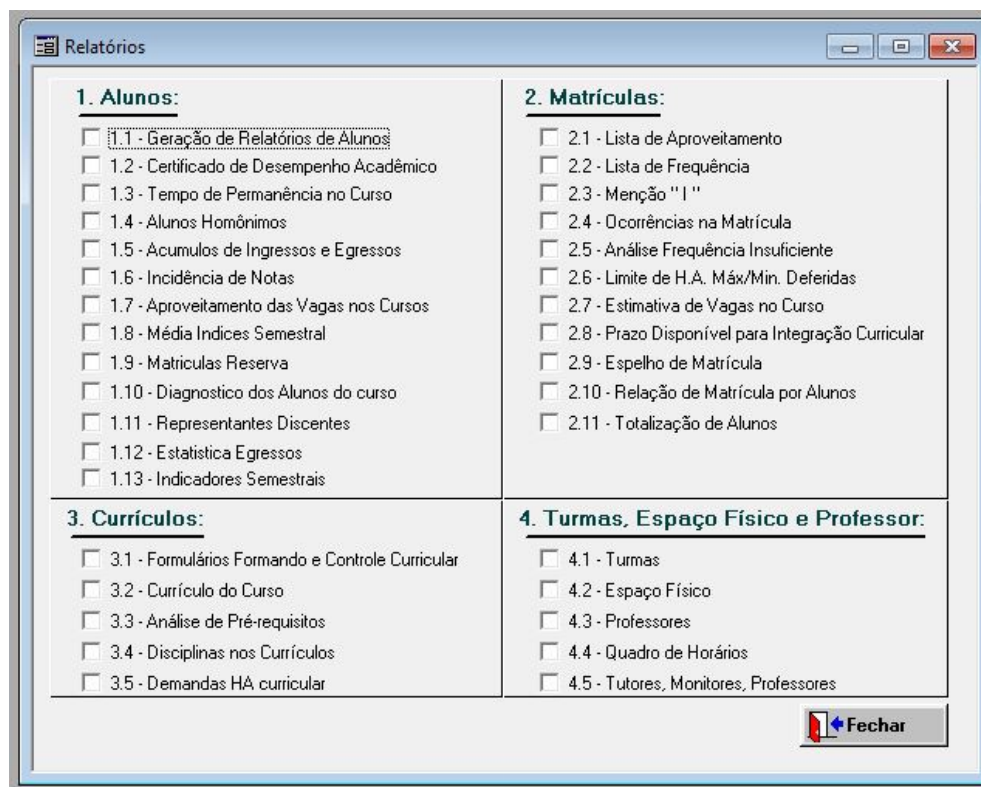 Relatórios
1. Alunos:
1.1 - Geração de Relatórios de Alunos
1.2 - Certificado de Desempenho Acadêmico
1.3 - Tempo de Permanência no Curso
1.4 - Alunos Homônimos
1.5 - Acumulos de Ingressos e Egressos
1.6 - Incidência de Notas
1.7 - Aproveitamento das Vagas nos Cursos
1.8 - Média Indices Semestral
1.9 - Matriculas Reserva
1.10 - Diagnostico dos Alunos do curso
1.11 - Representantes Discentes
1.12 - Estatistica Egressos
1.13 - Indicadores Semestrais
2. Matrículas:
2.1 - Lista de Aproveitamento
2.2 - Lista de Frequência
2.3 - Menção " I "
2.4 - Ocorrências na Matrícula
2.5 - Análise Frequência Insuficiente
2.6 - Limite de H.A. Máx/Min. Deferidas
2.7 - Estimativa de Vagas no Curso
2.8 - Prazo Disponível para Integração Curricular
2.9 - Espelho de Matrícula
2.10 - Relação de Matrícula por Alunos
2.11 - Totalização de Alunos
3. Currículos:
3.1 - Formulários Formando e Controle Curricular
3.2 - Currículo do Curso
3.3 - Análise de Pré-requisitos
3.4 - Disciplinas nos Currículos
3.5 - Demandas HA curricular
4. Turmas, Espaço Físico e Professor:
4.1 - Turmas
4.2 - Espaço Físico
4.3 - Professores
4.4 - Quadro de Horários
4.5 - Tutores, Monitores, Professores
Fechar